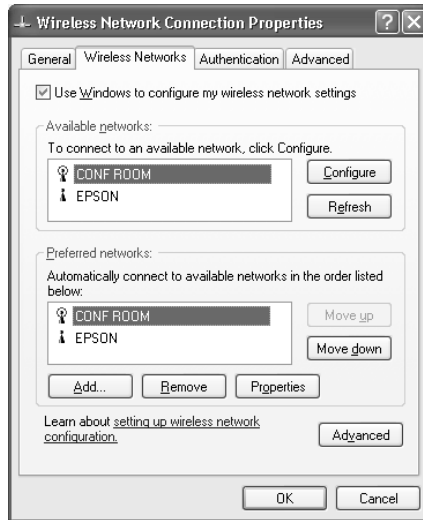 Wireless Network Connection Properties
General Wireless Networks Authentication Advanced
Use Windows to configure my wireless network settings
Available networks:
To connect to an available network, click Configure.
CONF ROOM
EPSON
Configure
Refresh
Preferred networks:
Automatically connect to available networks in the order listed
below:
CONF ROOM
EPSON
Move up
Move down
Add... Remove Properties
Learn about setting up wireless network
configuration.
Advanced
OK Cancel